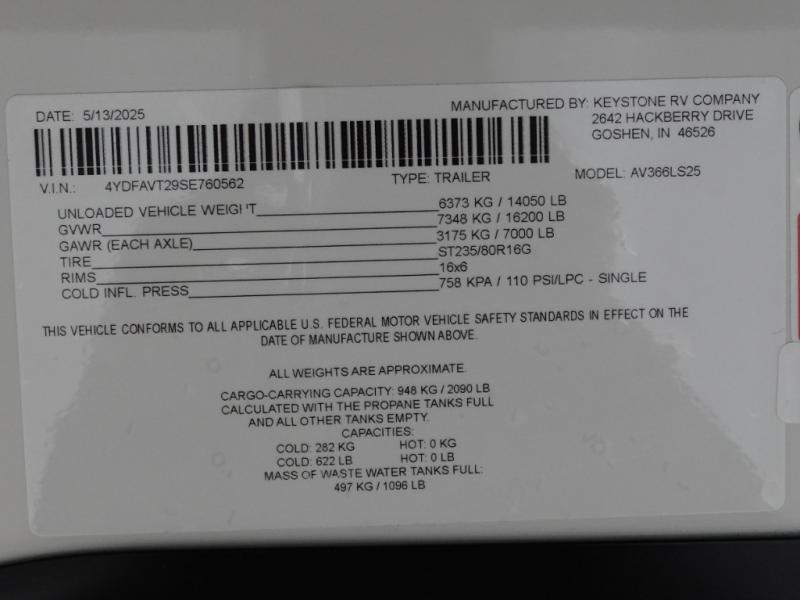 DATE: 5/13/2025
MANUFACTURED BY: KEYSTONE RV COMPANY
2642 HACKBERRY DRIVE
GOSHEN, IN 46526
V.I.N.: 4YDFAVT29SE760562 TYPE: TRAILER MODEL: AV366LS25
UNLOADED VEHICLE WEIGHT 6373 KG / 14050 LB
GVWR 7348 KG / 16200 LB
GAWR (EACH AXLE) 3175 KG / 7000 LB
TIRE ST235/80R16G
RIMS 16x6
COLD INFL. PRESS 758 KPA / 110 PSI/LPC - SINGLE
THIS VEHICLE CONFORMS TO ALL APPLICABLE U.S. FEDERAL MOTOR VEHICLE SAFETY STANDARDS IN EFFECT ON THE
DATE OF MANUFACTURE SHOWN ABOVE.
ALL WEIGHTS ARE APPROXIMATE.
CARGO-CARRYING CAPACITY: 948 KG / 2090 LB
CALCULATED WITH THE PROPANE TANKS FULL
AND ALL OTHER TANKS EMPTY.
CAPACITIES:
COLD: 282 KG HOT: 0 KG
COLD: 622 LB HOT: 0 LB
MASS OF WASTE WATER TANKS FULL:
497 KG / 1096 LB